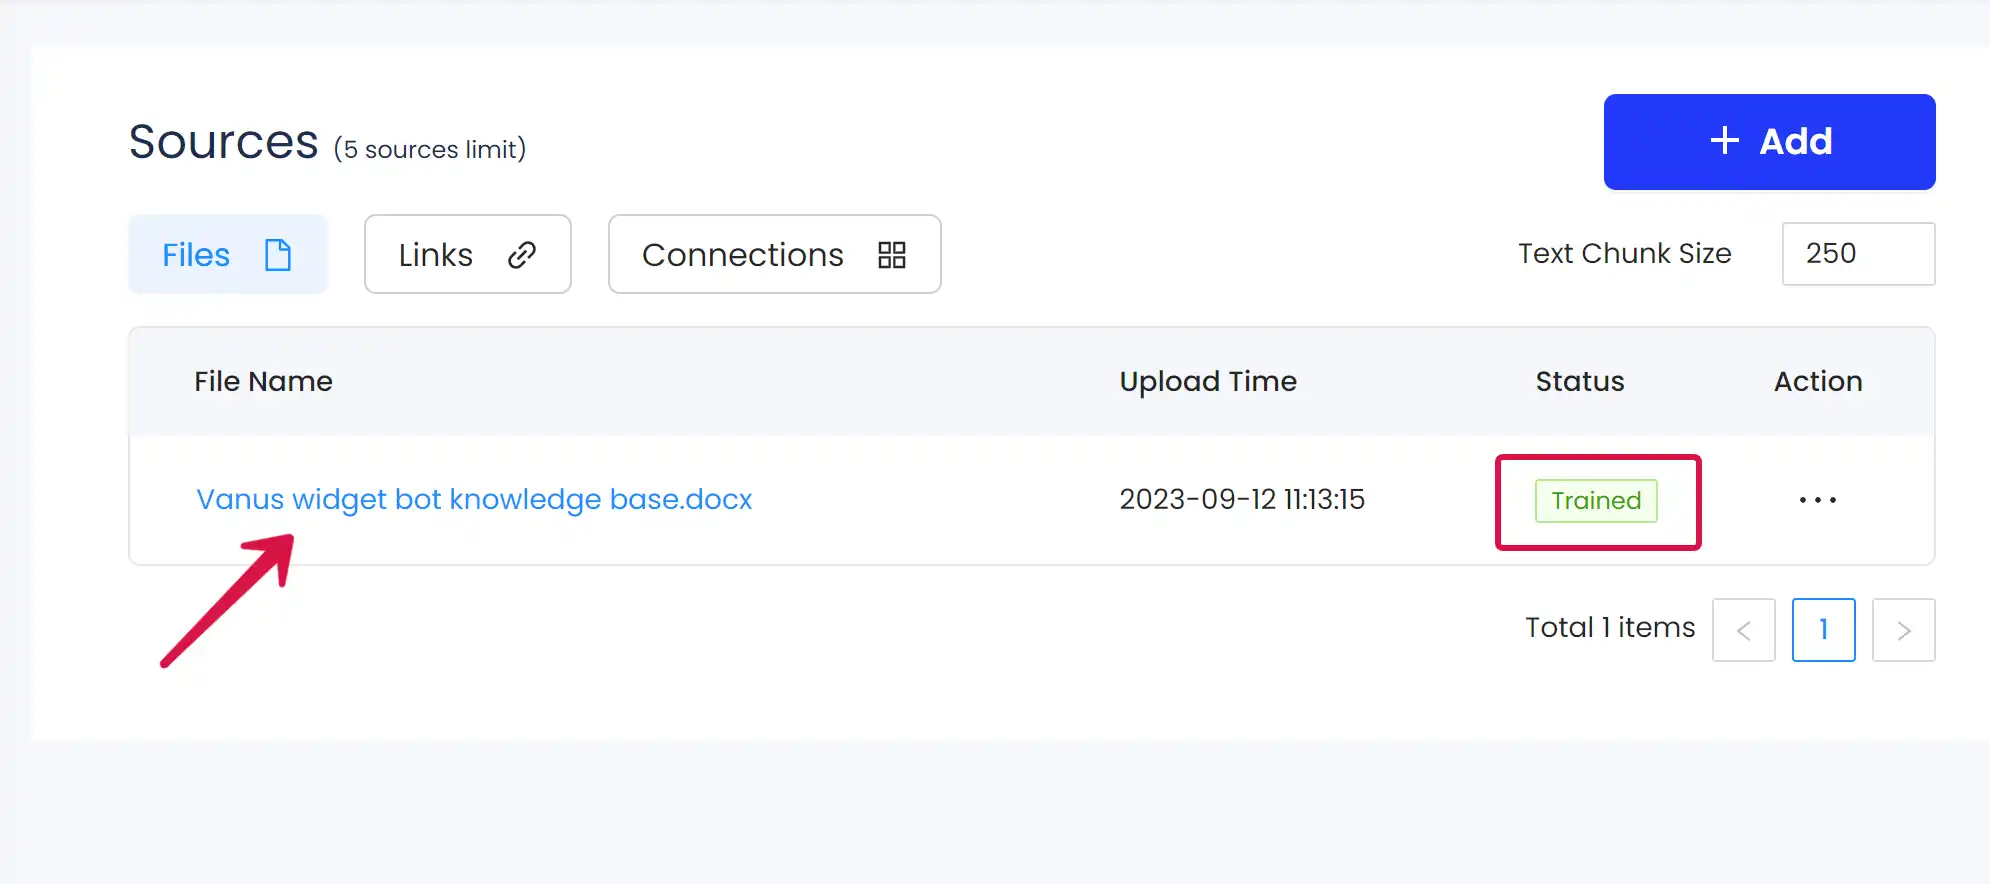 Sources (5 sources limit)
+ Add
Files
Links
Connections
Text Chunk Size
250
File Name
Upload Time
Status
Action
Vanus widget bot knowledge base.docx
2023-09-12 11:13:15
Trained
...
Total 1 items
<
1
>